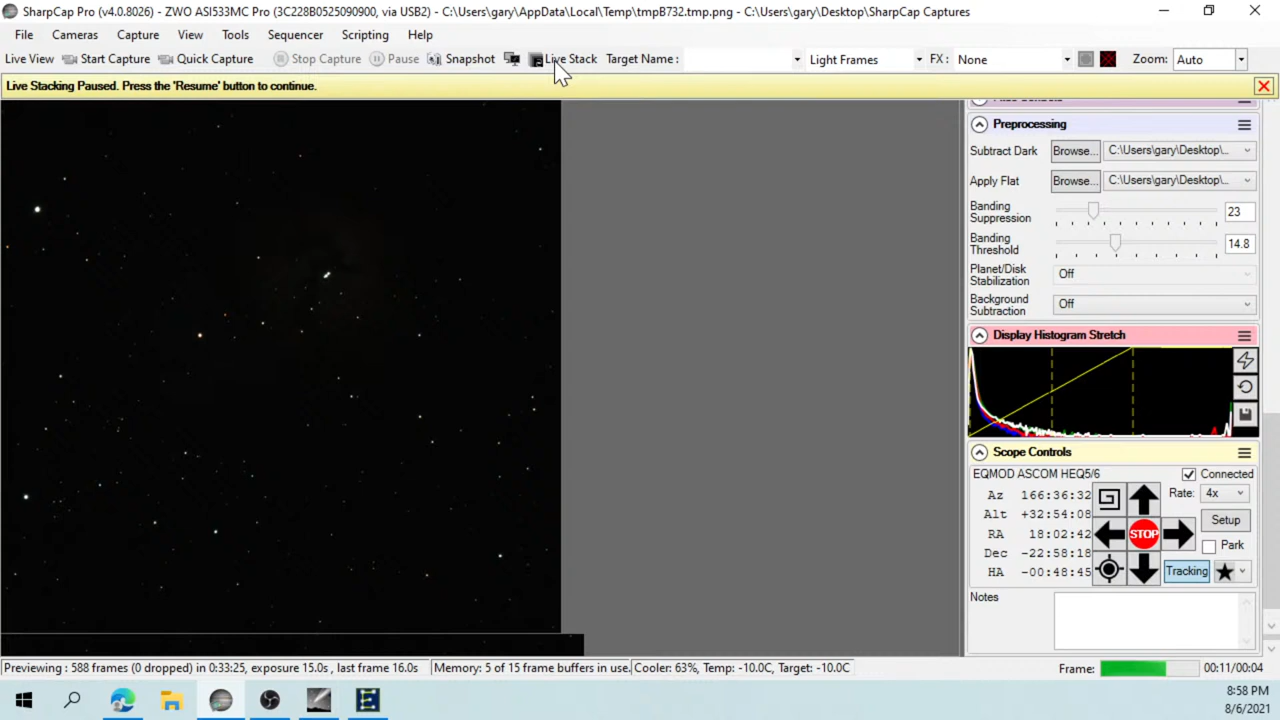 SharpCap Pro (v4.0.8026) - ZWO ASI533MC Pro (3C228B0525090900, via USB2) - C:\Users\gary\AppData\Local\Temp\tmpB732.tmp.png - C:\Users\gary\Desktop\SharpCap Captures
File Cameras Capture View Tools Sequencer Scripting Help
Live View Start Capture Quick Capture Stop Capture Pause Snapshot Live Stack Target Name : Light Frames FX : None Zoom: Auto
Live Stacking Paused. Press the 'Resume' button to continue.
Preprocessing
Subtract Dark Browse... C:\Users\gary\Desktop\...
Apply Flat Browse... C:\Users\gary\Desktop\...
Banding
Suppression 23
Banding
Threshold 14.8
Planet/Disk
Stabilization Off
Background
Subtraction Off
Display Histogram Stretch
Scope Controls
EQMOD ASCOM HEQ5/6 Connected
Az 166:36:32 Rate: 4x
Alt +32:54:08
RA 18:02:42 STOP Setup
Dec -22:58:18 Park
HA -00:48:45 Tracking
Notes
Previewing : 588 frames (0 dropped) in 0:33:25, exposure 15.0s , last frame 16.0s Memory: 5 of 15 frame buffers in use. Cooler: 63%, Temp: -10.0C, Target: -10.0C Frame: 00:11/00:04
8:58 PM
8/6/2021